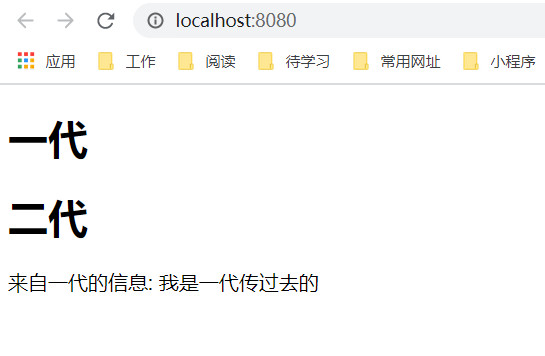 localhost:8080
应用 工作 阅读 待学习 常用网址 小程序
一代
二代
来自一代的信息: 我是一代传过去的